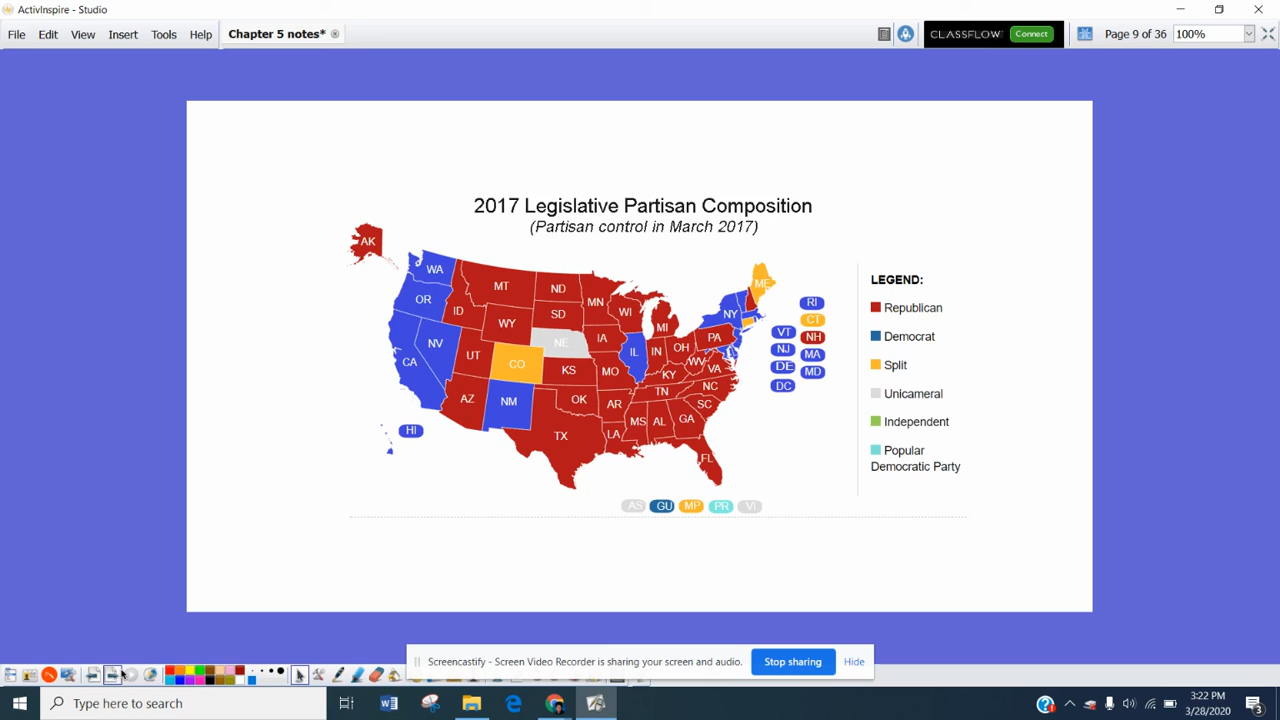 ActivInspire - Studio
File Edit View Insert Tools Help Chapter 5 notes* CLASSFLOW Connect Page 9 of 36 100%
2017 Legislative Partisan Composition
(Partisan control in March 2017)
AK
WA
OR
CA
NV
ID
MT
WY
UT
AZ
CO
NM
ND
SD
NE
KS
OK
TX
MN
IA
MO
AR
LA
WI
IL
MI
IN
OH
KY
TN
MS
AL
GA
FL
SC
NC
VA
WV
PA
NY
ME
HI
RI
CT
VT
NH
NJ
MA
DE
MD
DC
AS GU MP PR VI
LEGEND:
Republican
Democrat
Split
Unicameral
Independent
Popular
Democratic Party
Screencastify - Screen Video Recorder is sharing your screen and audio. Stop sharing Hide
Type here to search
3:22 PM
3/28/2020
3